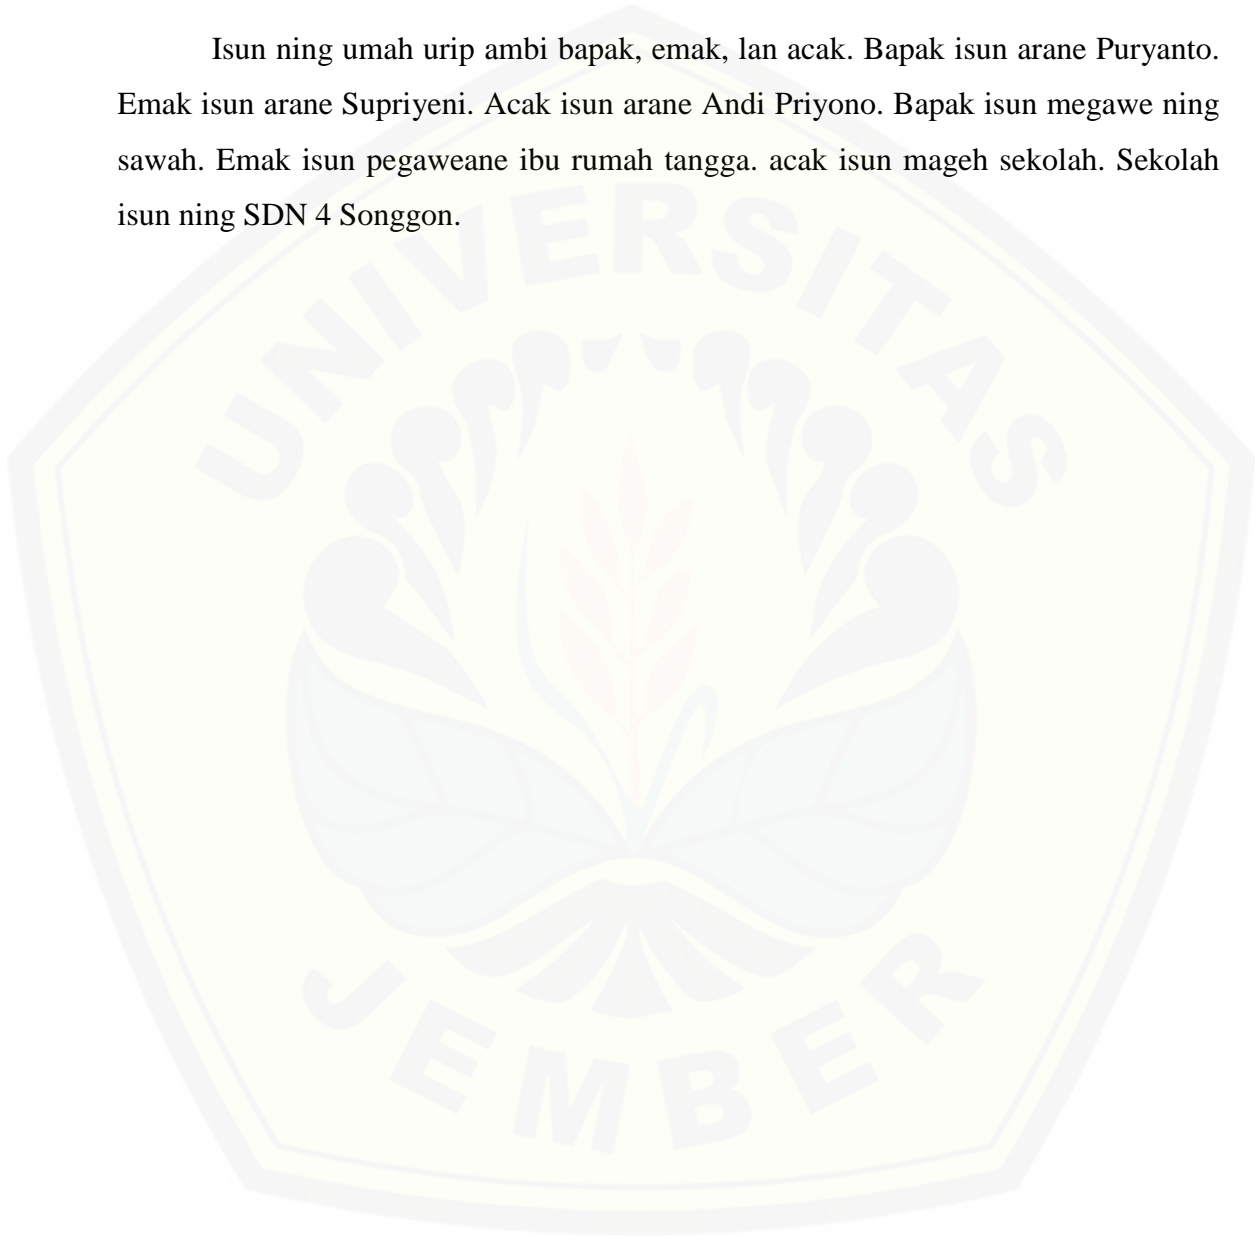 Isun ning umah urip ambi bapak, emak, lan acak. Bapak isun arane Puryanto.
Emak isun arane Supriyeni. Acak isun arane Andi Priyono. Bapak isun megawe ning
sawah. Emak isun pegaweane ibu rumah tangga. acak isun mageh sekolah. Sekolah
isun ning SDN 4 Songgon.
UNIVERSITAS
JEMBER